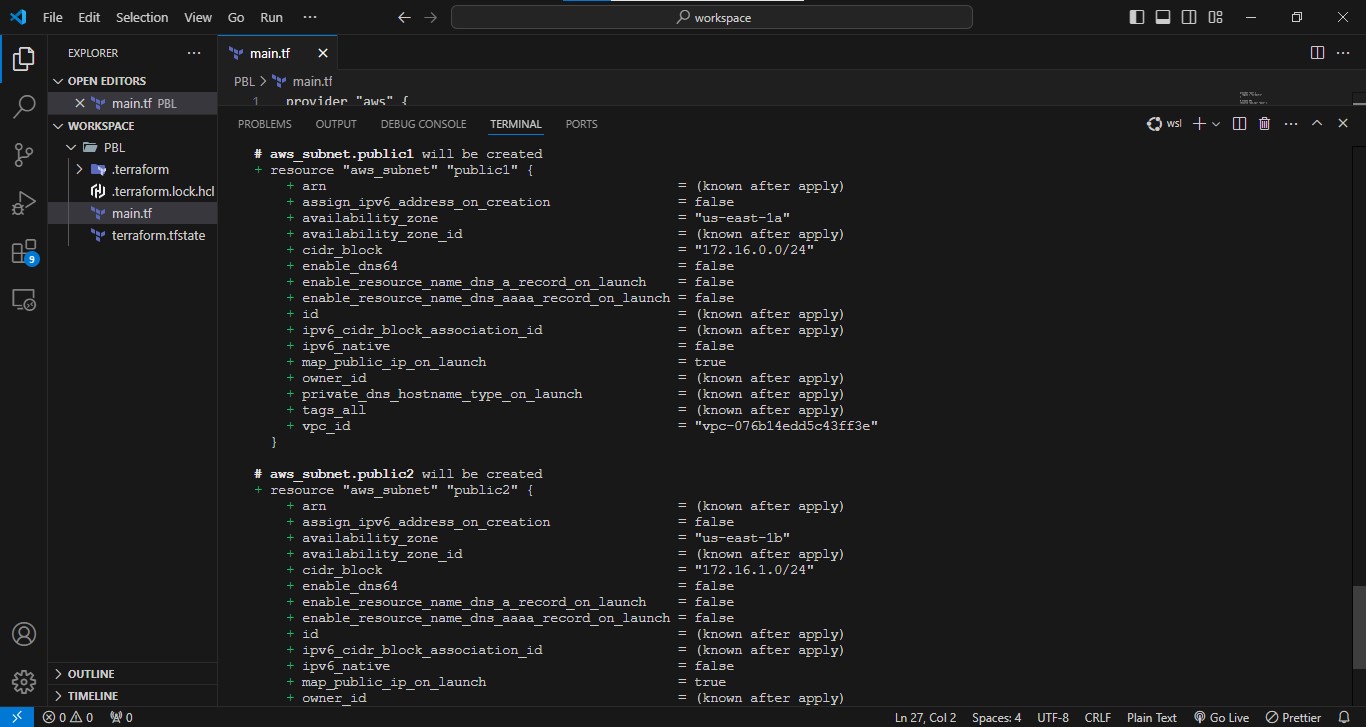 File Edit Selection View Go Run ··· workspace
EXPLORER ···
OPEN EDITORS
main.tf PBL
WORKSPACE
PBL
.terraform
.terraform.lock.hcl
main.tf
terraform.tfstate
9
OUTLINE
TIMELINE
main.tf
PBL > main.tf
1 provider "aws" {
PROBLEMS OUTPUT DEBUG CONSOLE TERMINAL PORTS wsl
# aws_subnet.public1 will be created
+ resource "aws_subnet" "public1" {
+ arn = (known after apply)
+ assign_ipv6_address_on_creation = false
+ availability_zone = "us-east-1a"
+ availability_zone_id = (known after apply)
+ cidr_block = "172.16.0.0/24"
+ enable_dns64 = false
+ enable_resource_name_dns_a_record_on_launch = false
+ enable_resource_name_dns_aaaa_record_on_launch = false
+ id = (known after apply)
+ ipv6_cidr_block_association_id = (known after apply)
+ ipv6_native = false
+ map_public_ip_on_launch = true
+ owner_id = (known after apply)
+ private_dns_hostname_type_on_launch = (known after apply)
+ tags_all = (known after apply)
+ vpc_id = "vpc-076b14edd5c43ff3e"
}
# aws_subnet.public2 will be created
+ resource "aws_subnet" "public2" {
+ arn = (known after apply)
+ assign_ipv6_address_on_creation = false
+ availability_zone = "us-east-1b"
+ availability_zone_id = (known after apply)
+ cidr_block = "172.16.1.0/24"
+ enable_dns64 = false
+ enable_resource_name_dns_a_record_on_launch = false
+ enable_resource_name_dns_aaaa_record_on_launch = false
+ id = (known after apply)
+ ipv6_cidr_block_association_id = (known after apply)
+ ipv6_native = false
+ map_public_ip_on_launch = true
+ owner_id = (known after apply)
0 0 0 Ln 27, Col 2 Spaces: 4 UTF-8 CRLF Plain Text Go Live Prettier